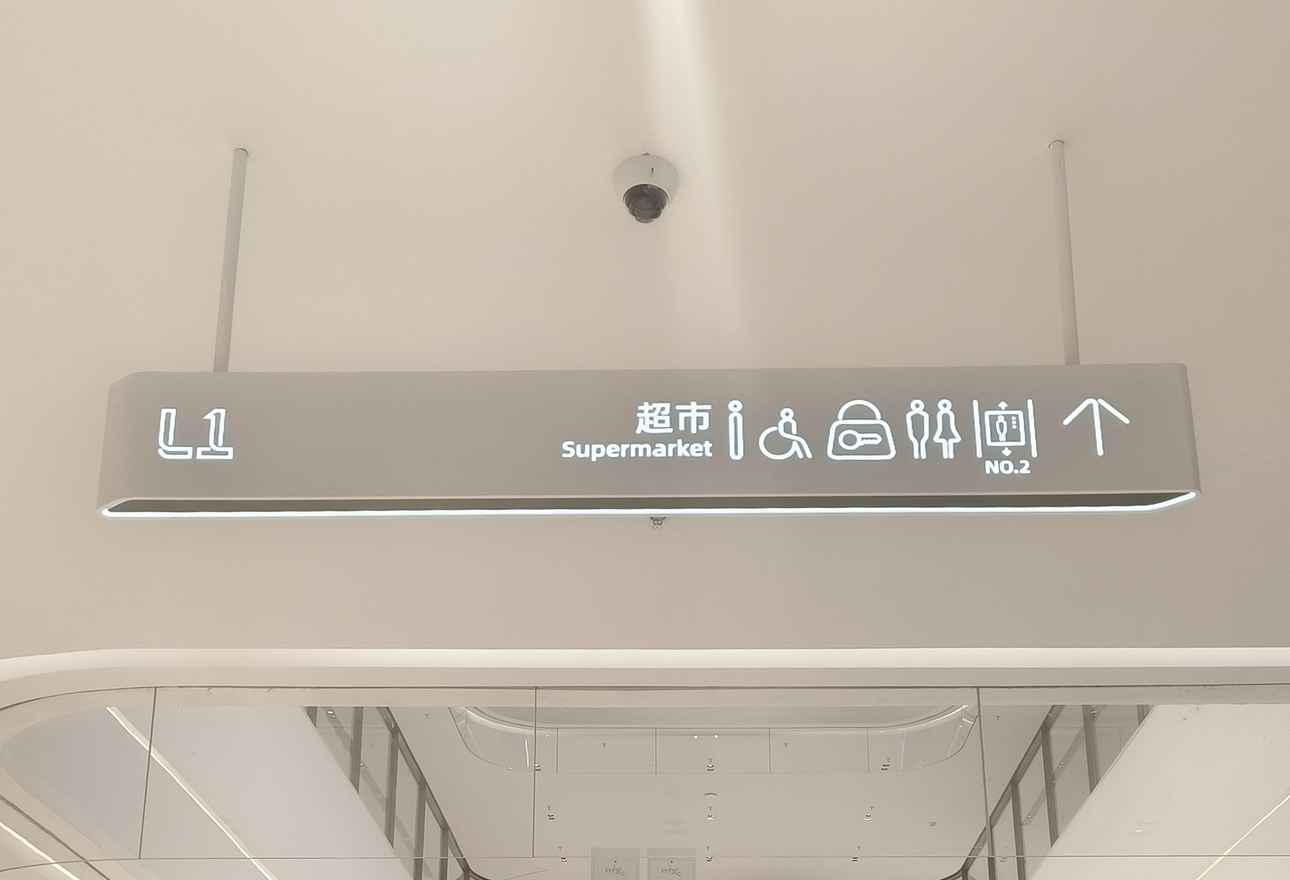 L1
超市
Supermarket
NO.2